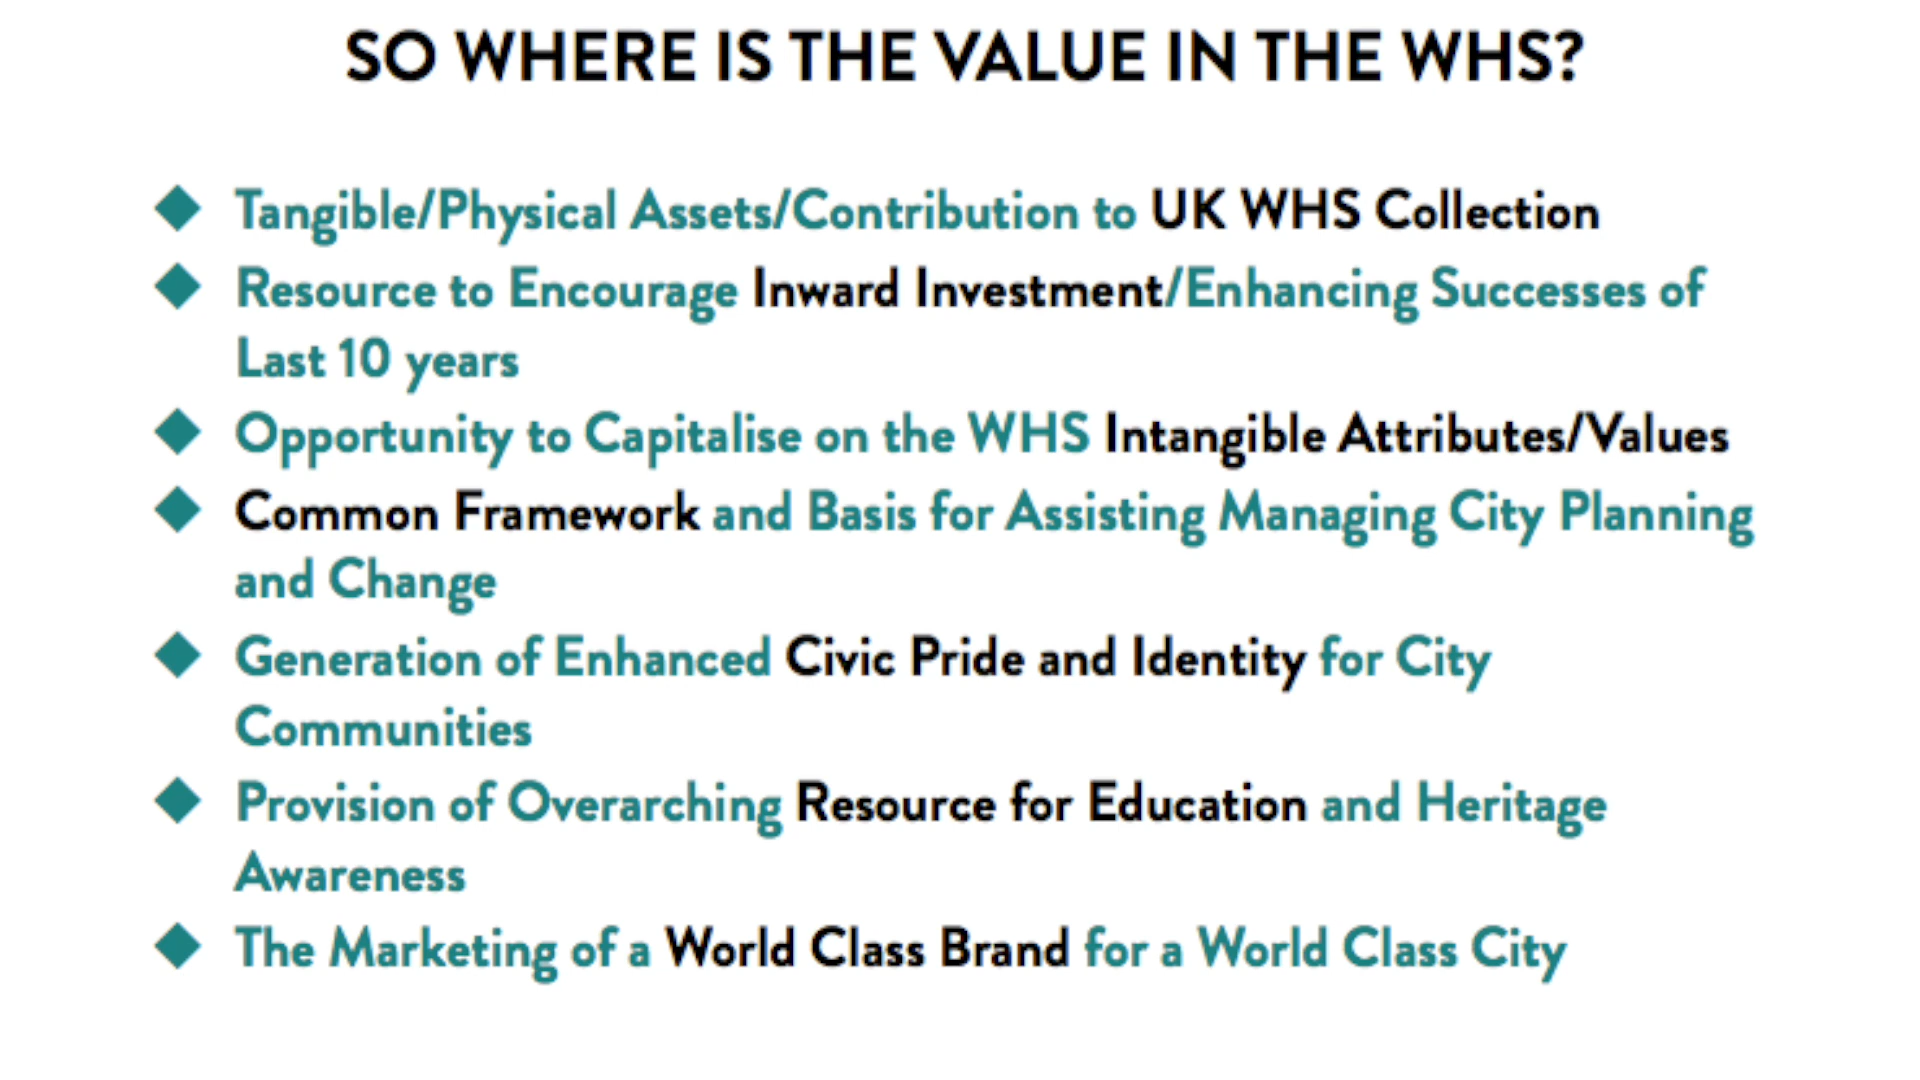 SO WHERE IS THE VALUE IN THE WHS?
Tangible/Physical Assets/Contribution to UK WHS Collection
Resource to Encourage Inward Investment/Enhancing Successes of
Last 10 years
Opportunity to Capitalise on the WHS Intangible Attributes/Values
Common Framework and Basis for Assisting Managing City Planning
and Change
Generation of Enhanced Civic Pride and Identity for City
Communities
Provision of Overarching Resource for Education and Heritage
Awareness
The Marketing of a World Class Brand for a World Class City